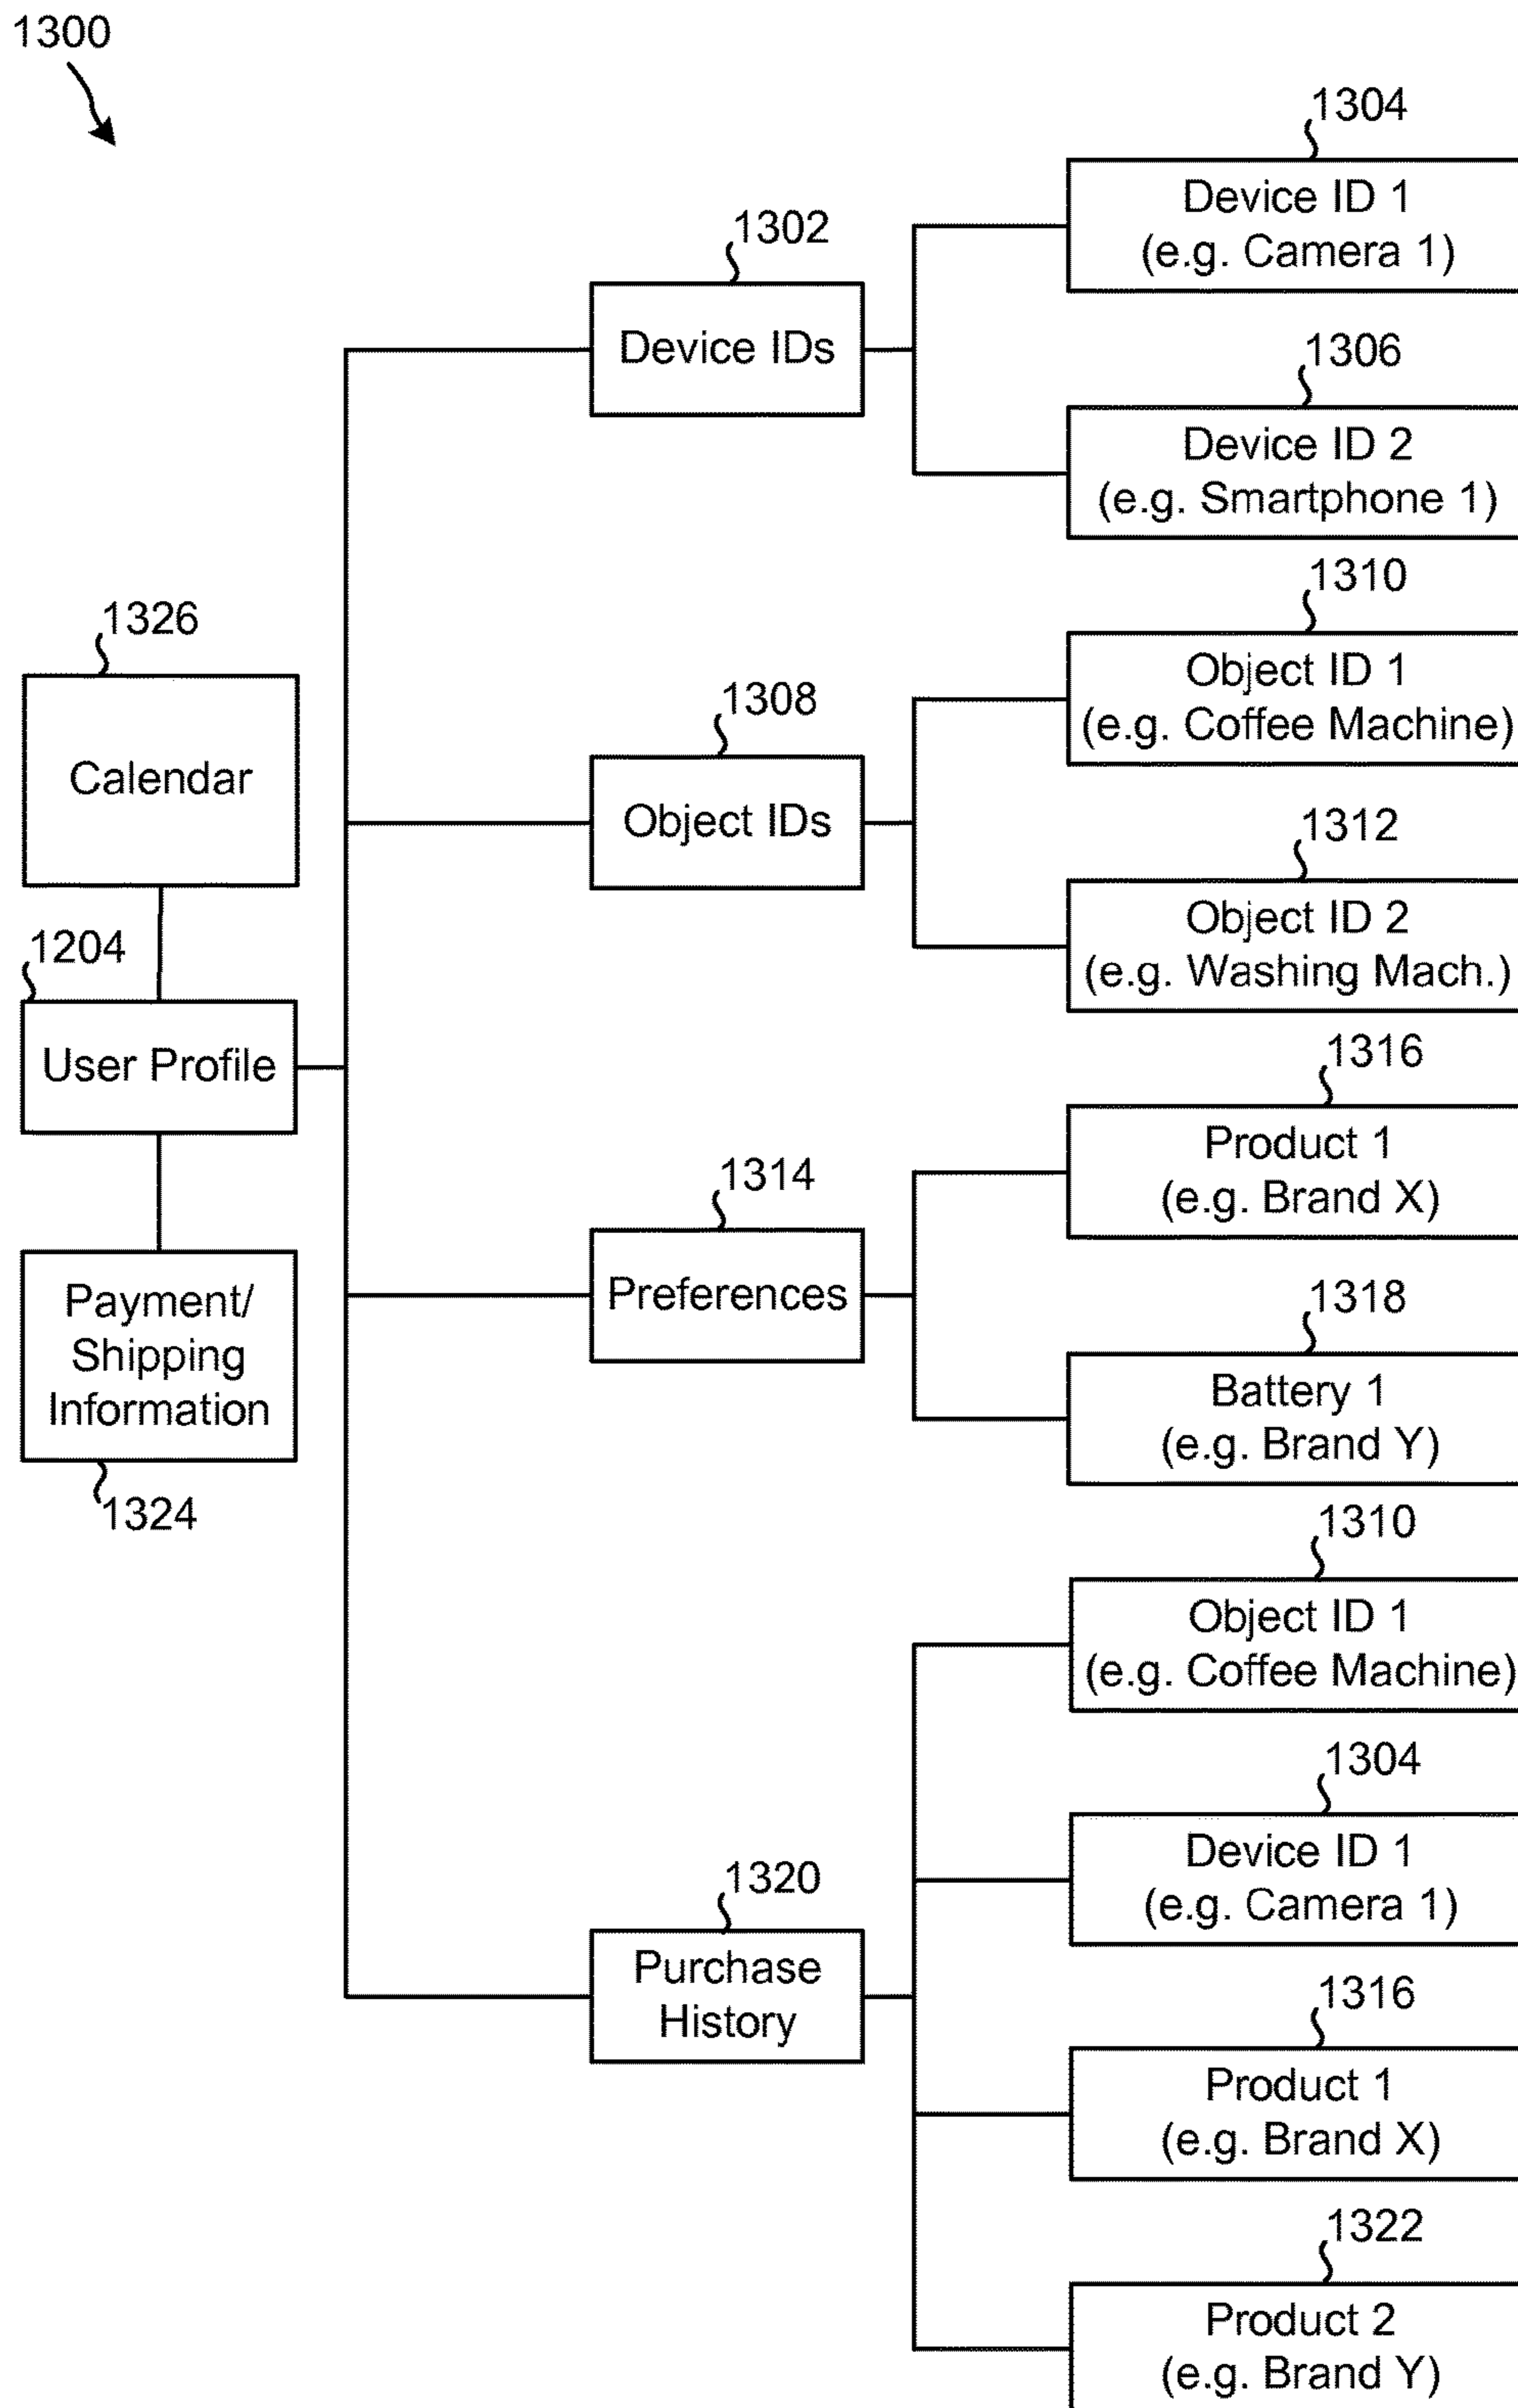 1300
1304
Device ID 1
(e.g. Camera 1)
1302
Device IDs
1306
Device ID 2
(e.g. Smartphone 1)
1310
Object ID 1
(e.g. Coffee Machine)
1326
Calendar
1308
Object IDs
1312
Object ID 2
(e.g. Washing Mach.)
1204
User Profile
1316
Product 1
(e.g. Brand X)
1314
Preferences
1318
Battery 1
(e.g. Brand Y)
Payment/
Shipping
Information
1324
1310
Object ID 1
(e.g. Coffee Machine)
1304
Device ID 1
(e.g. Camera 1)
1320
Purchase
History
1316
Product 1
(e.g. Brand X)
1322
Product 2
(e.g. Brand Y)